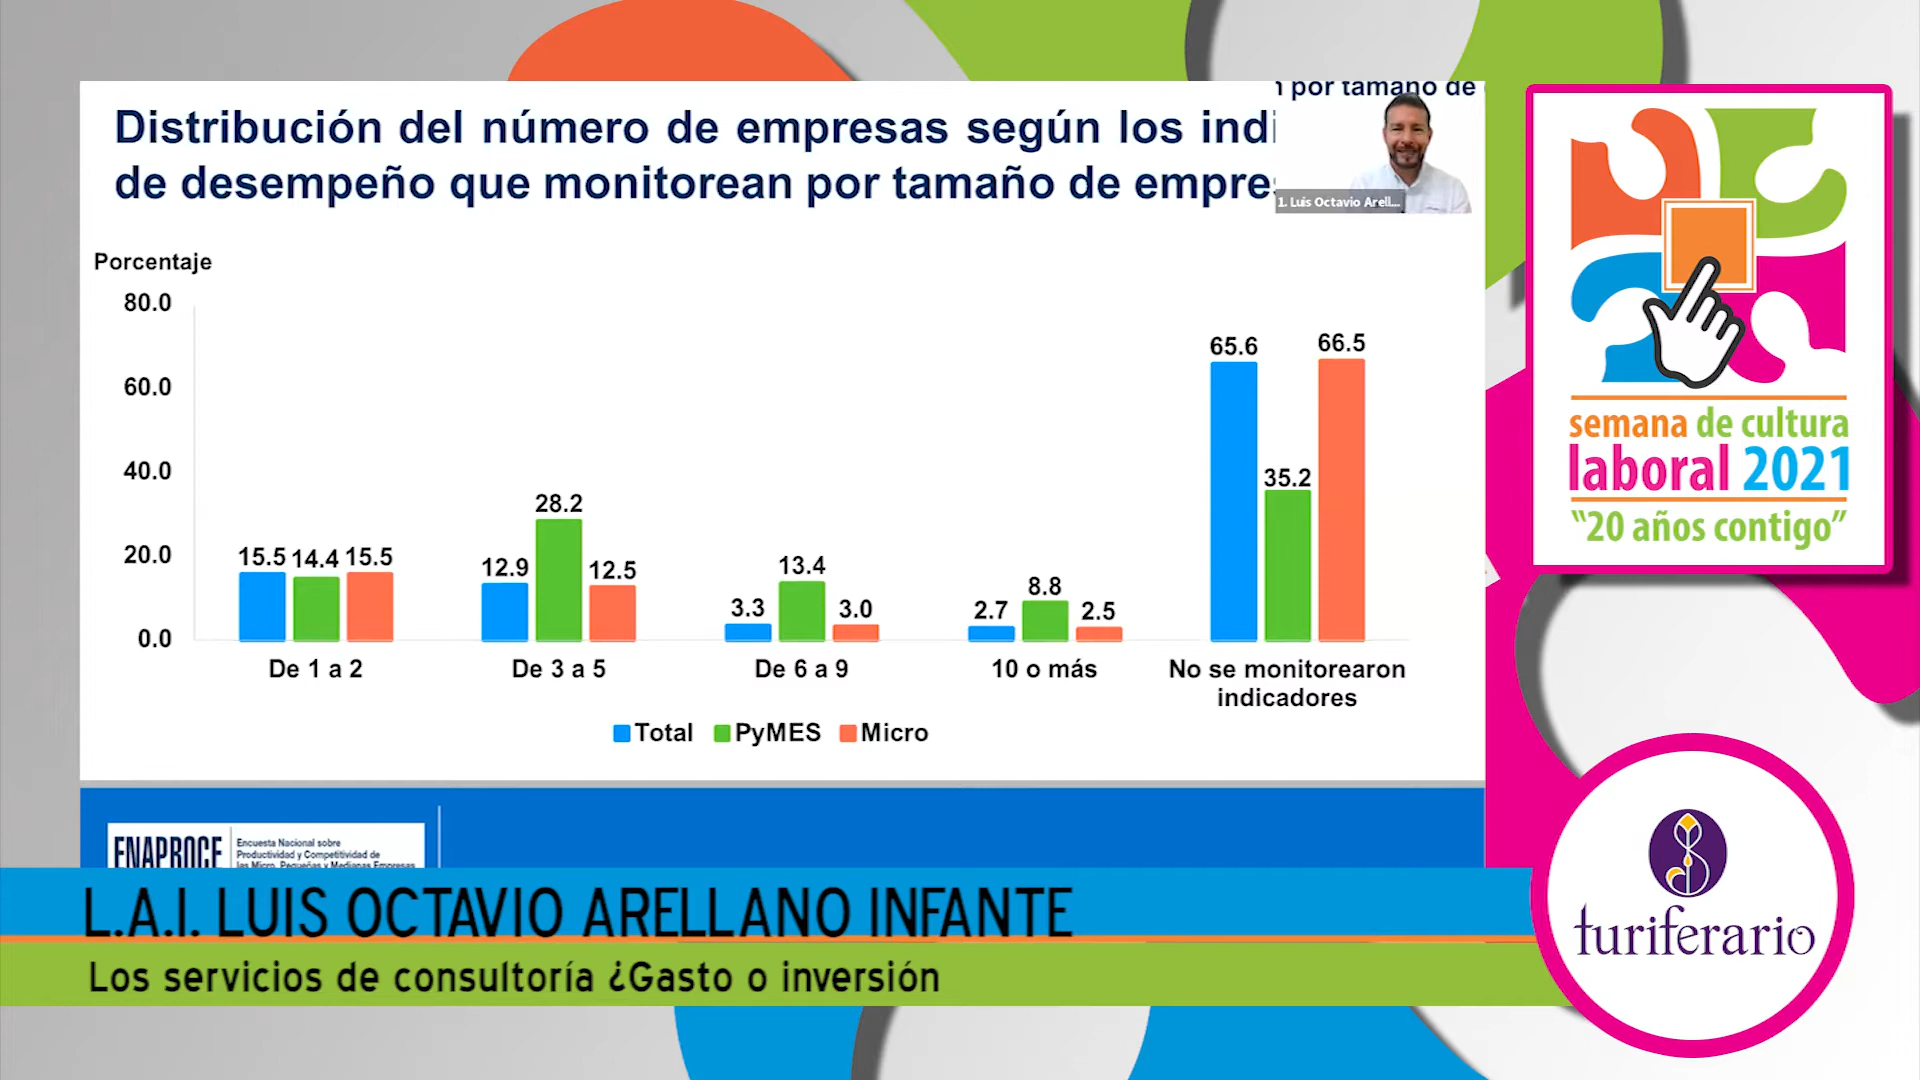 n por tamaño de
Distribución del número de empresas según los indi
de desempeño que monitorean por tamaño de empres
1. Luis Octavio Arell...
Porcentaje
80.0
60.0
40.0
20.0
0.0
15.5 14.4 15.5
12.9 28.2 12.5
3.3 13.4 3.0
2.7 8.8 2.5
65.6 35.2 66.5
De 1 a 2
De 3 a 5
De 6 a 9
10 o más
No se monitorearon
indicadores
Total PyMES Micro
ENAPROCE
Encuesta Nacional sobre
Productividad y Competitividad de
las Micro, Pequeñas y Medianas Empresas
L.A.I. LUIS OCTAVIO ARELLANO INFANTE
Los servicios de consultoría ¿Gasto o inversión
semana de cultura
laboral 2021
"20 años contigo"
turiferario